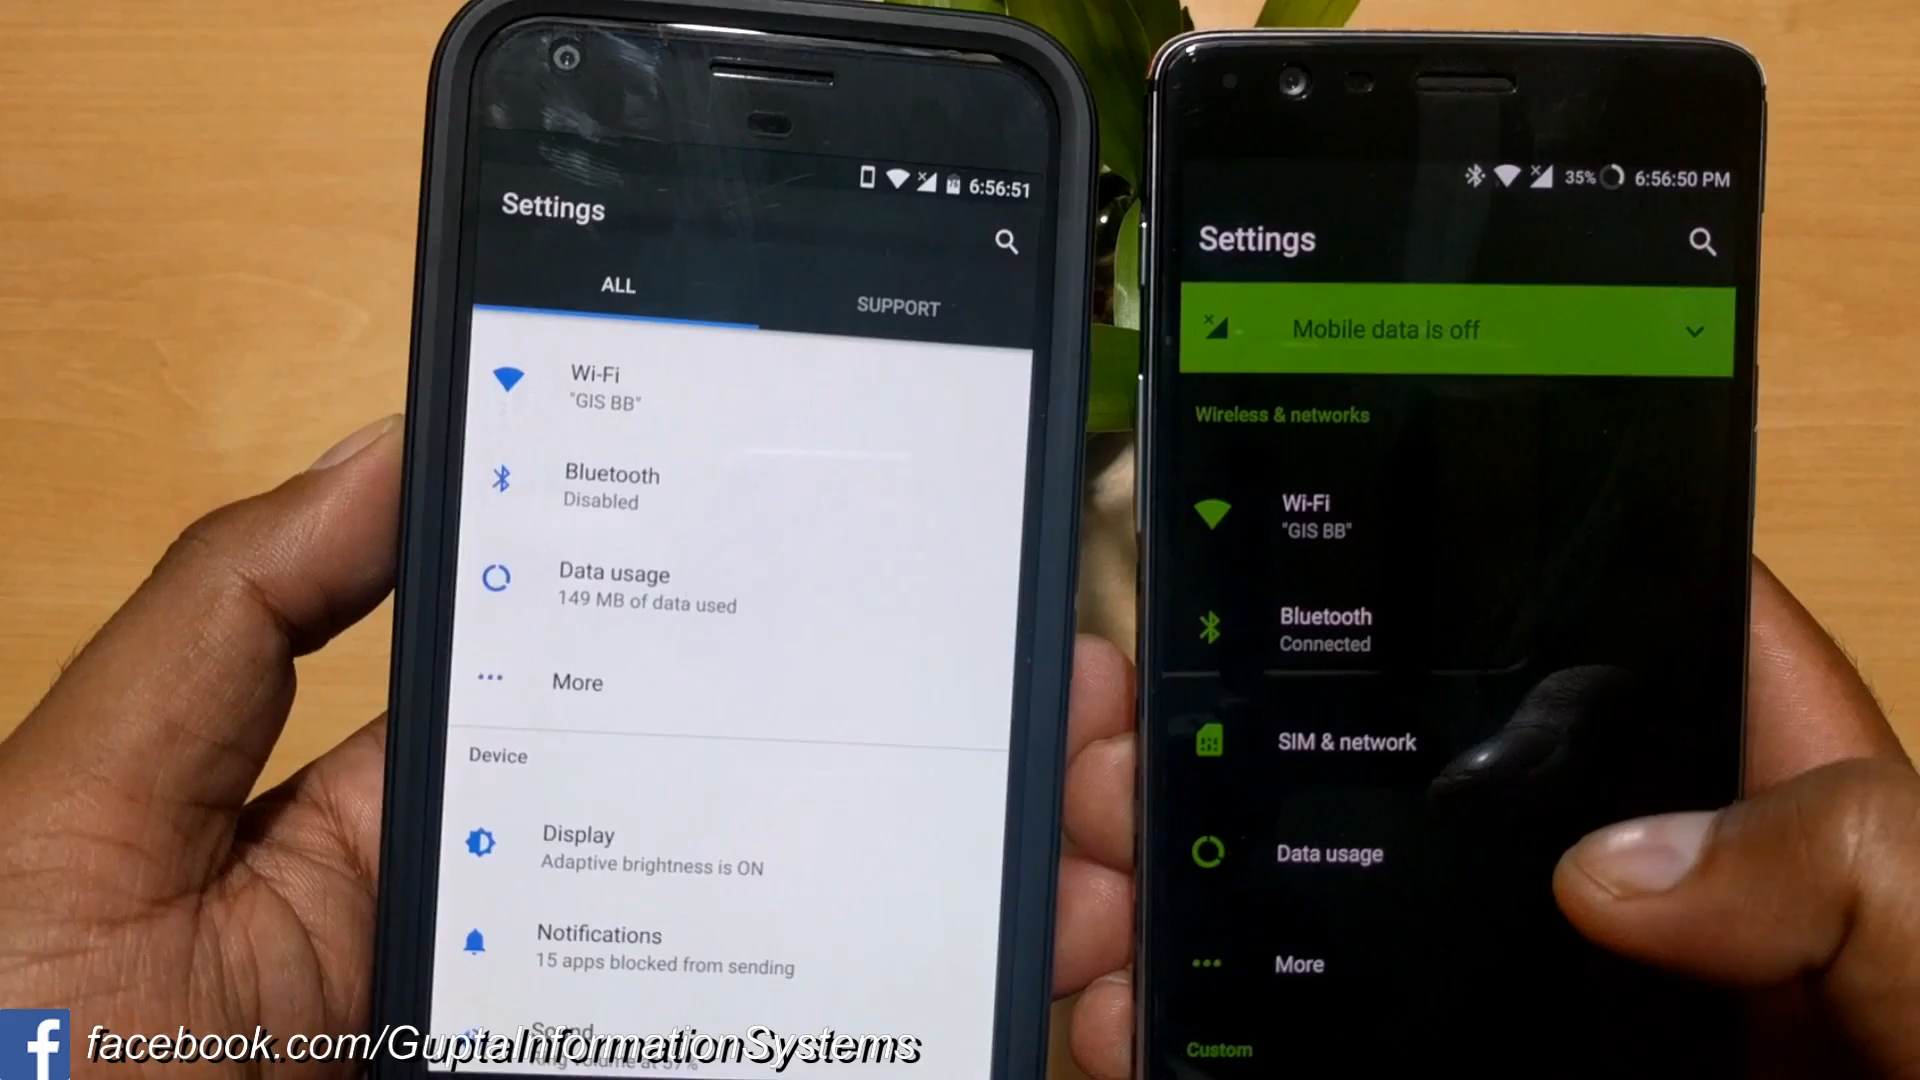 6:56:51
Settings
ALL
SUPPORT
Wi-Fi
"GIS BB"
Bluetooth
Disabled
Data usage
149 MB of data used
More
Device
Display
Adaptive brightness is ON
Notifications
15 apps blocked from sending
Sound
35% 6:56:50 PM
Settings
Mobile data is off
Wireless & networks
Wi-Fi
"GIS BB"
Bluetooth
Connected
SIM & network
Data usage
More
Custom
facebook.com/GuptaInformationSystems